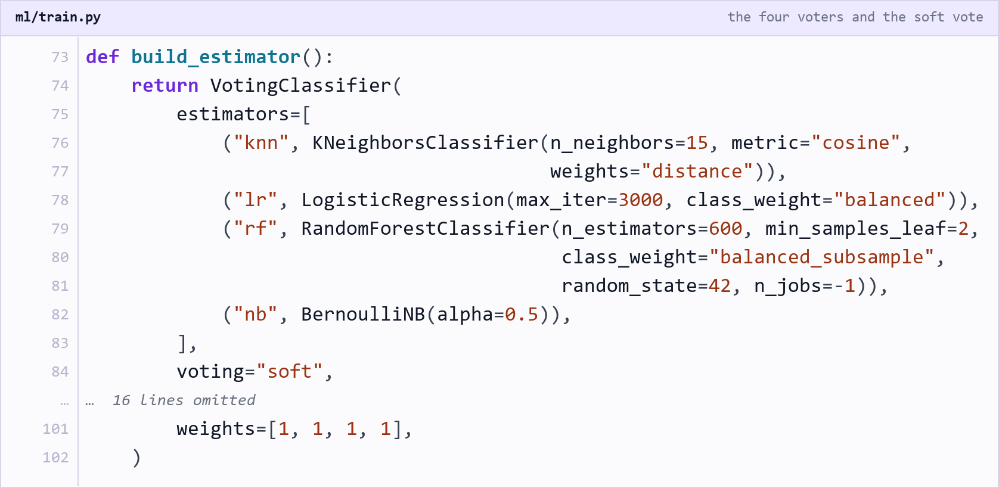 ml/train.py the four voters and the soft vote
73 def build_estimator():
74 return VotingClassifier(
75 estimators=[
76 ("knn", KNeighborsClassifier(n_neighbors=15, metric="cosine",
77 weights="distance")),
78 ("lr", LogisticRegression(max_iter=3000, class_weight="balanced")),
79 ("rf", RandomForestClassifier(n_estimators=600, min_samples_leaf=2,
80 class_weight="balanced_subsample",
81 random_state=42, n_jobs=-1)),
82 ("nb", BernoulliNB(alpha=0.5)),
83 ],
84 voting="soft",
… … 16 lines omitted
101 weights=[1, 1, 1, 1],
102 )